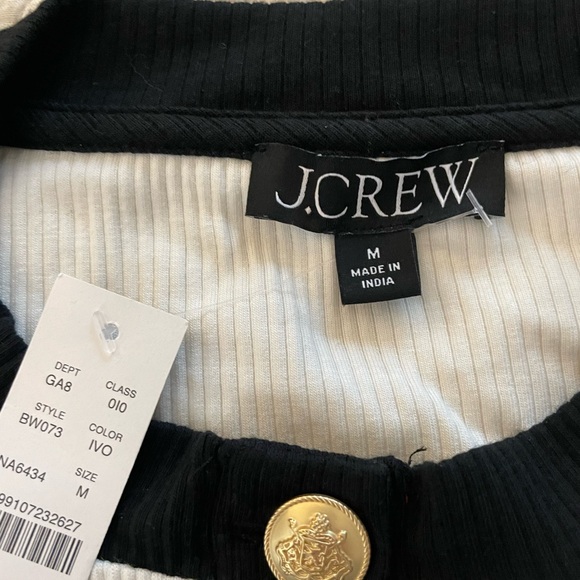 J.CREW
M
MADE IN
INDIA
DEPT CLASS
GA8 010
STYLE COLOR
BW073 IVO
NA6434 SIZE
M
99107232627